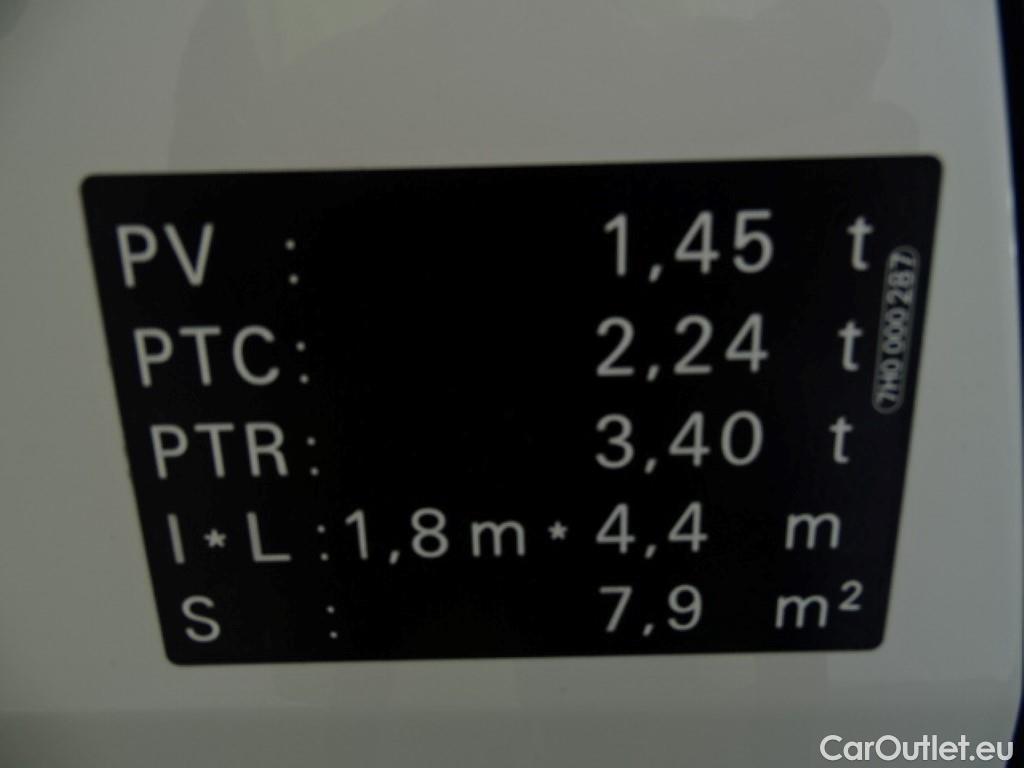 PV : 1,45 t
PTC: 2,24 t
PTR: 3,40 t
l*L :1,8 m * 4,4 m
S : 7,9 m²
7H0 000 287
CarOutlet.eu